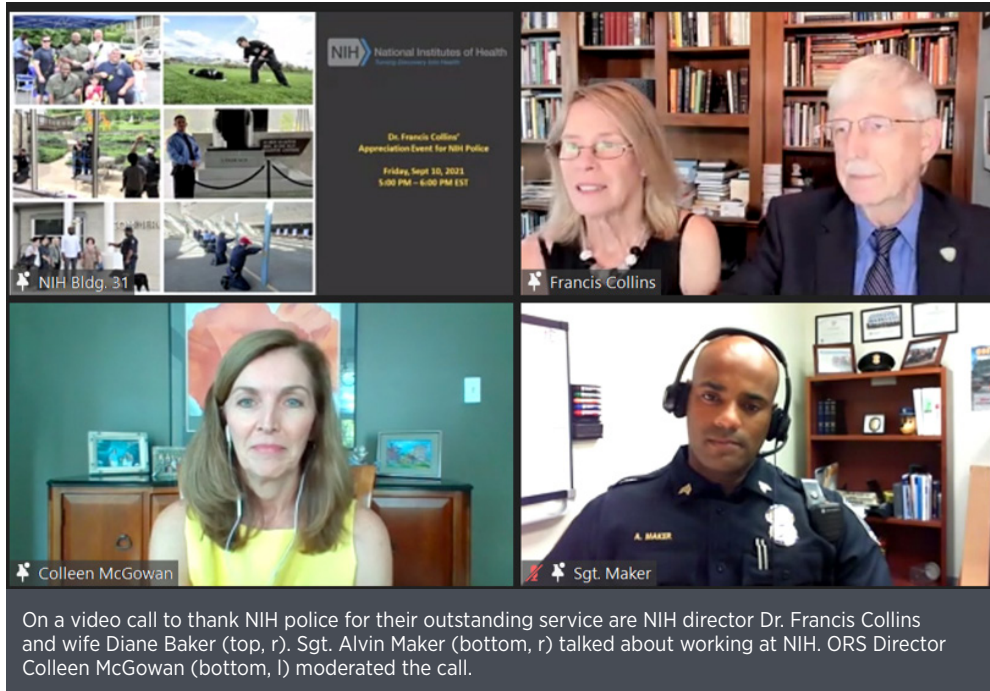 NIH National Institutes of Health
Turning Discovery Into Health
Dr. Francis Collins'
Appreciation Event for NIH Police
Friday, Sept 10, 2021
5:00 PM – 6:00 PM EST
NIH Bldg. 31
Francis Collins
Colleen McGowan
A. MAKER
Sgt. Maker
On a video call to thank NIH police for their outstanding service are NIH director Dr. Francis Collins
and wife Diane Baker (top, r). Sgt. Alvin Maker (bottom, r) talked about working at NIH. ORS Director
Colleen McGowan (bottom, l) moderated the call.